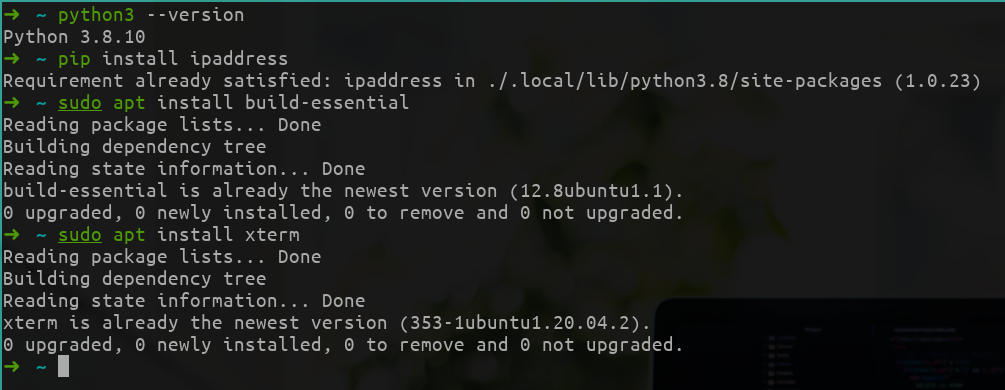 ➜ ~ python3 --version
Python 3.8.10
➜ ~ pip install ipaddress
Requirement already satisfied: ipaddress in ./.local/lib/python3.8/site-packages (1.0.23)
➜ ~ sudo apt install build-essential
Reading package lists... Done
Building dependency tree
Reading state information... Done
build-essential is already the newest version (12.8ubuntu1.1).
0 upgraded, 0 newly installed, 0 to remove and 0 not upgraded.
➜ ~ sudo apt install xterm
Reading package lists... Done
Building dependency tree
Reading state information... Done
xterm is already the newest version (353-1ubuntu1.20.04.2).
0 upgraded, 0 newly installed, 0 to remove and 0 not upgraded.
➜ ~